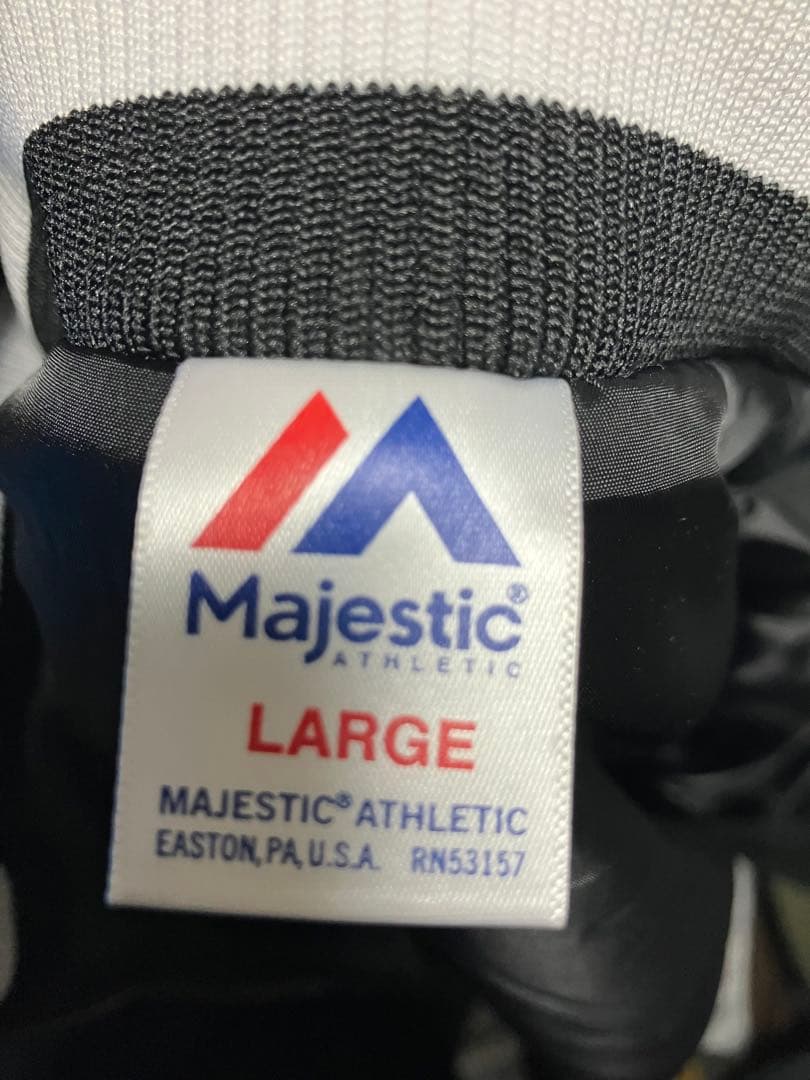 Majestic®
ATHLETIC
LARGE
MAJESTIC® ATHLETIC
EASTON, PA, U.S.A. RN53157